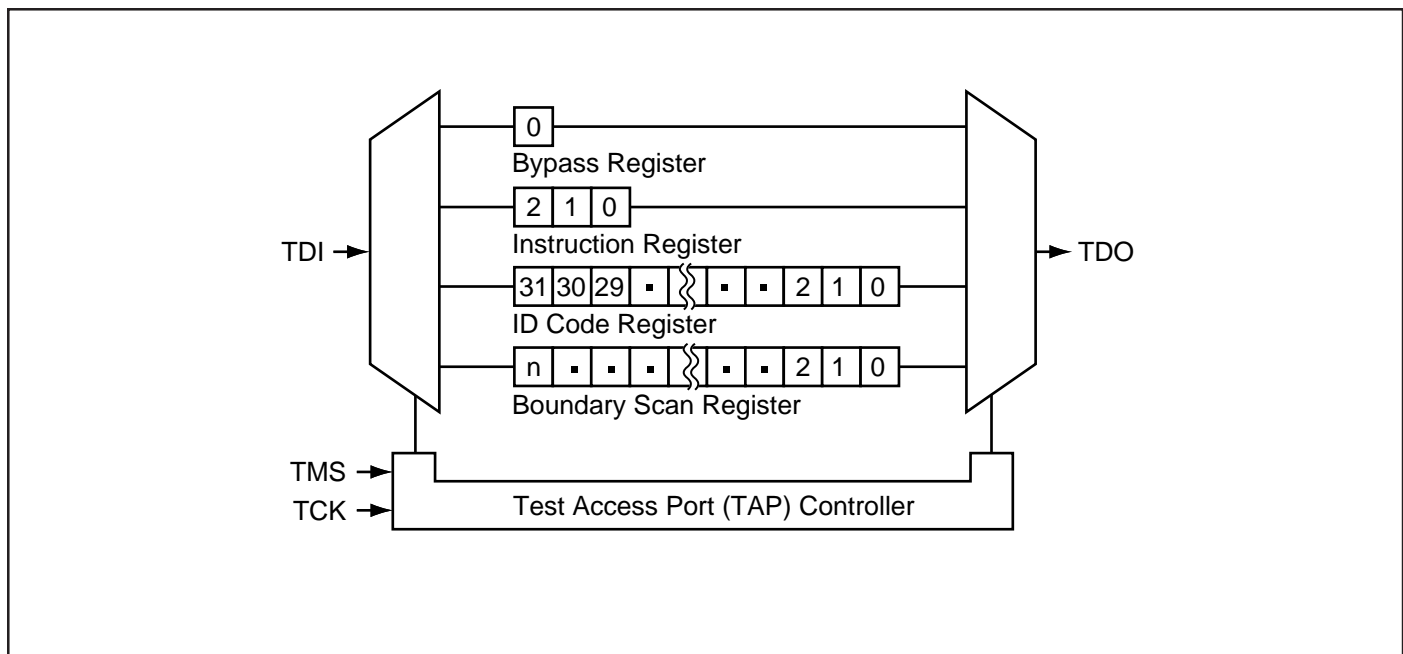 0
Bypass Register
2 1 0
Instruction Register
TDI
TDO
31 30 29 ▪ ▪ ▪ 2 1 0
ID Code Register
n ▪ ▪ ▪ ▪ ▪ 2 1 0
Boundary Scan Register
TMS
TCK
Test Access Port (TAP) Controller